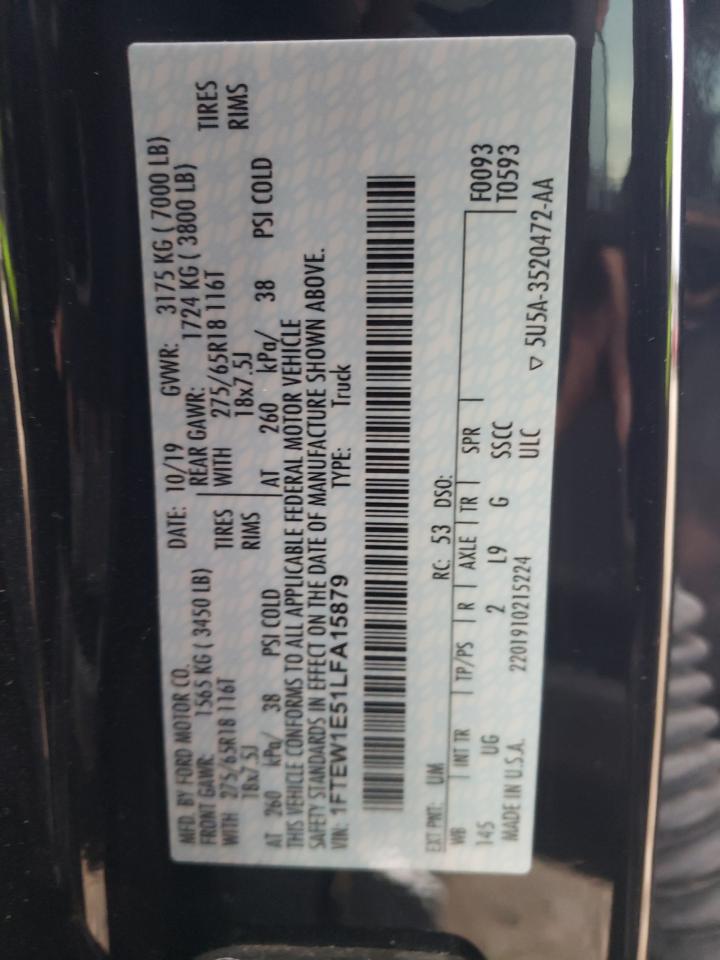 MFD. BY FORD MOTOR CO. DATE: 10/19 GVWR: 3175 KG ( 7000 LB)
FRONT GAWR: 1565 KG ( 3450 LB) REAR GAWR: 1724 KG ( 3800 LB)
WITH 275/65R18 116T TIRES WITH 275/65R18 116T TIRES
18x7.5J RIMS 18x7.5J RIMS
AT 260 kPa/ 38 PSI COLD AT 260 kPa/ 38 PSI COLD
THIS VEHICLE CONFORMS TO ALL APPLICABLE FEDERAL MOTOR VEHICLE
SAFETY STANDARDS IN EFFECT ON THE DATE OF MANUFACTURE SHOWN ABOVE.
VIN: 1FTEW1E51LFA15879 TYPE: Truck
EXT PNT: UM RC: 53 DSO:
WB INT TR TP/PS R AXLE TR SPR F0093
145 UG 2 L9 G SSCC T0593
MADE IN U.S.A. 2201910215224 ULC
▽ 5U5A-3520472-AA